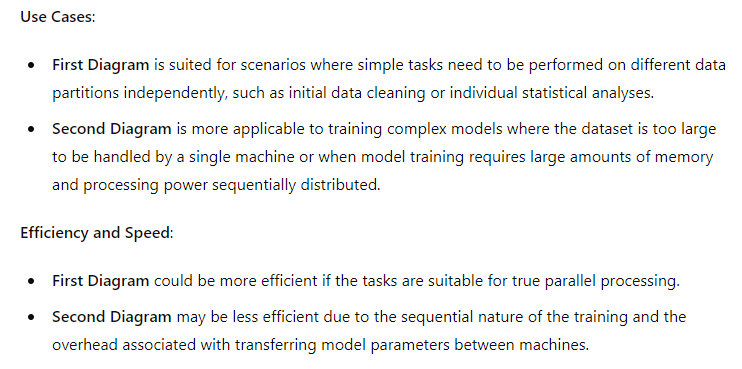 Use Cases:
• First Diagram is suited for scenarios where simple tasks need to be performed on different data
partitions independently, such as initial data cleaning or individual statistical analyses.
• Second Diagram is more applicable to training complex models where the dataset is too large
to be handled by a single machine or when model training requires large amounts of memory
and processing power sequentially distributed.
Efficiency and Speed:
• First Diagram could be more efficient if the tasks are suitable for true parallel processing.
• Second Diagram may be less efficient due to the sequential nature of the training and the
overhead associated with transferring model parameters between machines.